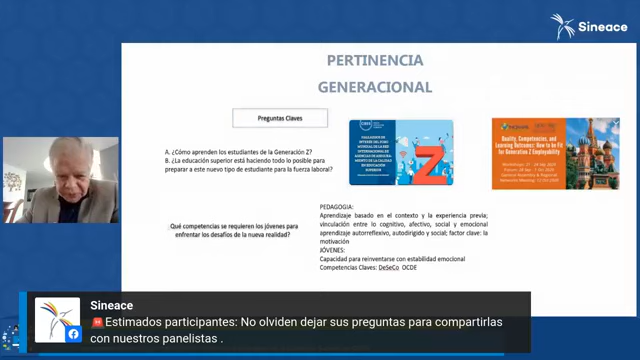 Sineace
PERTINENCIA
GENERACIONAL
Preguntas Claves
A. ¿Cómo aprenden los estudiantes de la Generación Z?
B. ¿La educación superior está haciendo todo lo posible para
preparar a este nuevo tipo de estudiante para la fuerza laboral?
Z
Quality, Competencies, and
Learning Outcomes: How to be Fit
for Generation Z Employability
Qué competencias se requieren los jóvenes para
enfrentar los desafíos de la nueva realidad?
PEDAGOGIA:
Aprendizaje basado en el contexto y la experiencia previa;
vinculación entre lo cognitivo, afectivo, social y emocional
aprendizaje autorreflexivo, autodirigido y social; factor clave: la
motivación
JÓVENES:
Capacidad para reinventarse con estabilidad emocional
Competencias Claves: DeSeCo OCDE
Sineace
Estimados participantes: No olviden dejar sus preguntas para compartirlas
con nuestros panelistas .